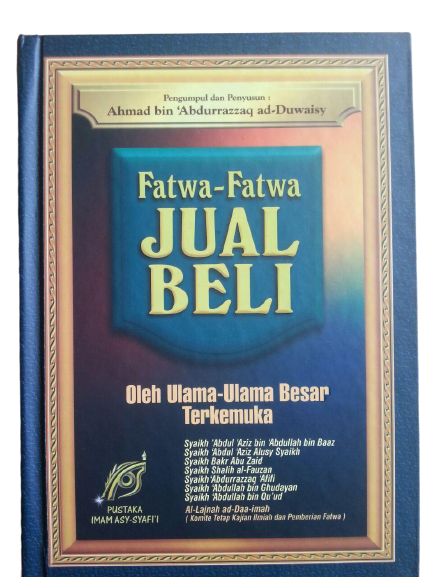 Pengumpul dan Penyusun :
Ahmad bin 'Abdurrazzaq ad-Duwaisy
Fatwa-Fatwa
JUAL
BELI
Oleh Ulama-Ulama Besar
Terkemuka
Syaikh 'Abdul 'Aziz bin 'Abdullah bin Baaz
Syaikh 'Abdul 'Aziz Alusy Syaikh
Syaikh Bakr Abu Zaid
Syaikh Shalih al-Fauzan
Syaikh 'Abdurrazzaq 'Afifi
Syaikh 'Abdullah bin Ghudayan
Syaikh 'Abdullah bin Qu'ud
Al-Lajnah ad-Daa-imah
( Komite Tetap Kajian Ilmiah dan Pemberian Fatwa )
PUSTAKA
IMAM ASY-SYAFI'I